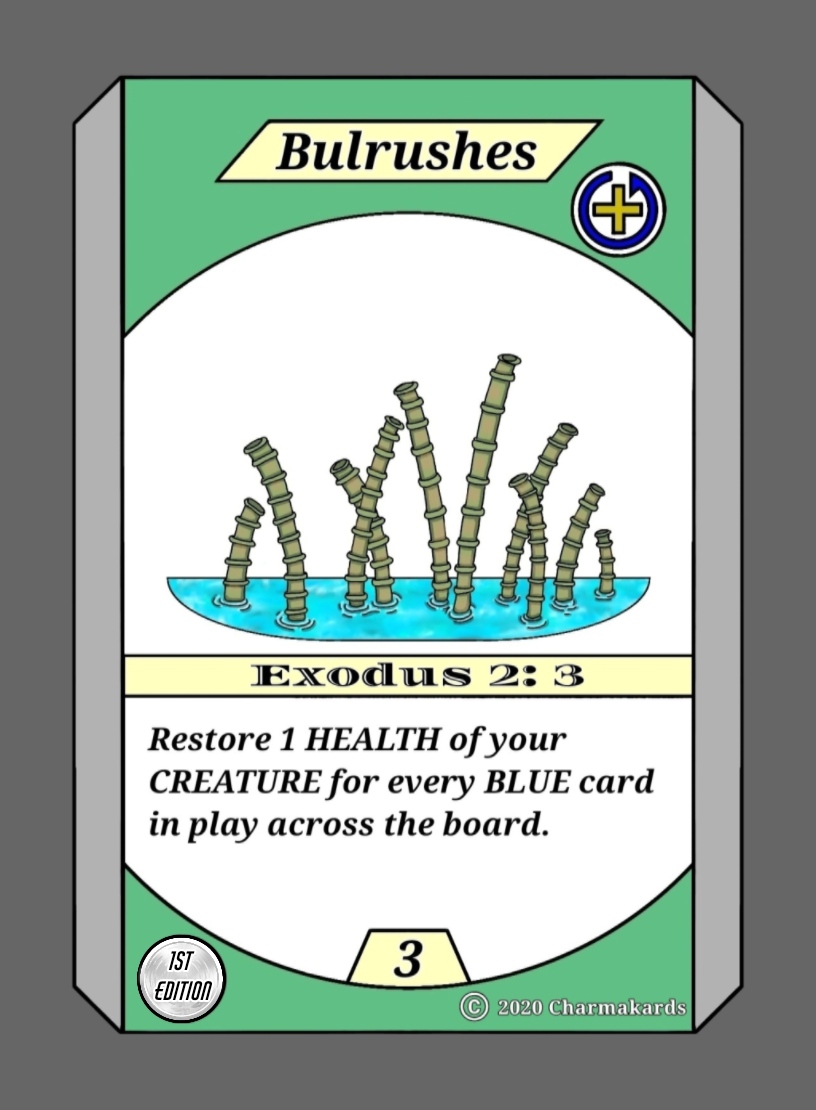 Bulrushes
Exodus 2: 3
Restore 1 HEALTH of your
CREATURE for every BLUE card
in play across the board.
3
1ST
EDITION
© 2020 Charmakards